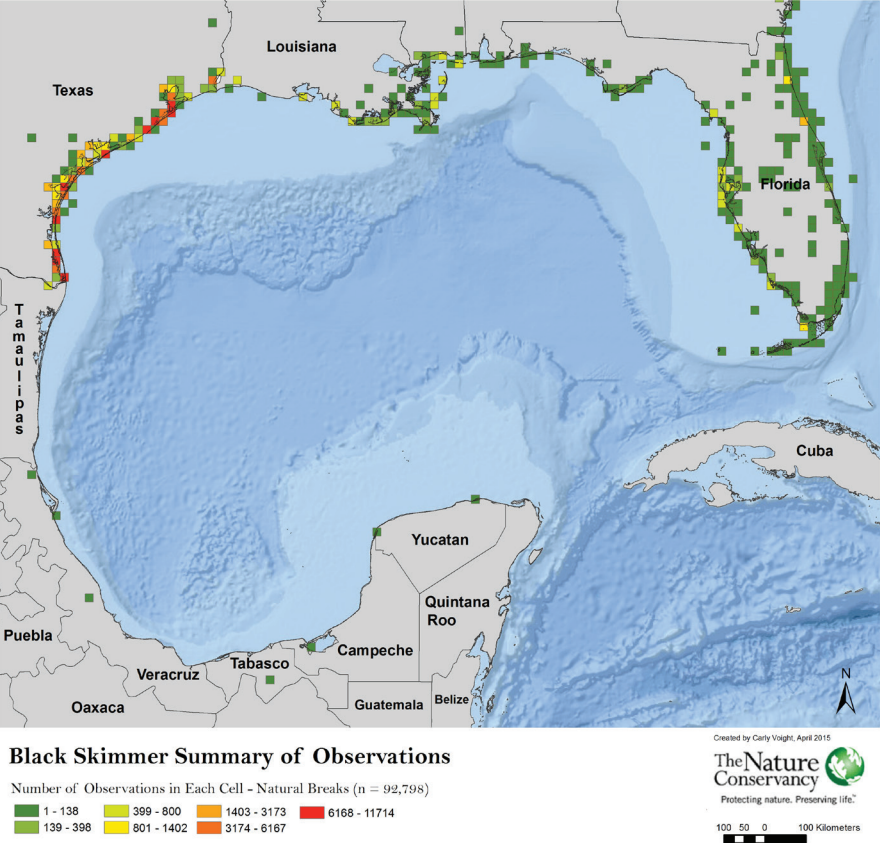 Louisiana
Texas
Florida
Tamaulipas
Cuba
Yucatan
Quintana
Roo
Puebla
Campeche
Tabasco
Veracruz
Belize
Guatemala
Oaxaca
N
Black Skimmer Summary of Observations
Number of Observations in Each Cell - Natural Breaks (n = 92,798)
1 - 138
399 - 800
1403 - 3173
6168 - 11714
139 - 398
801 - 1402
3174 - 6167
Created by Carly Voight, April 2015
The Nature
Conservancy
Protecting nature. Preserving life.™
100 50 0 100 Kilometers